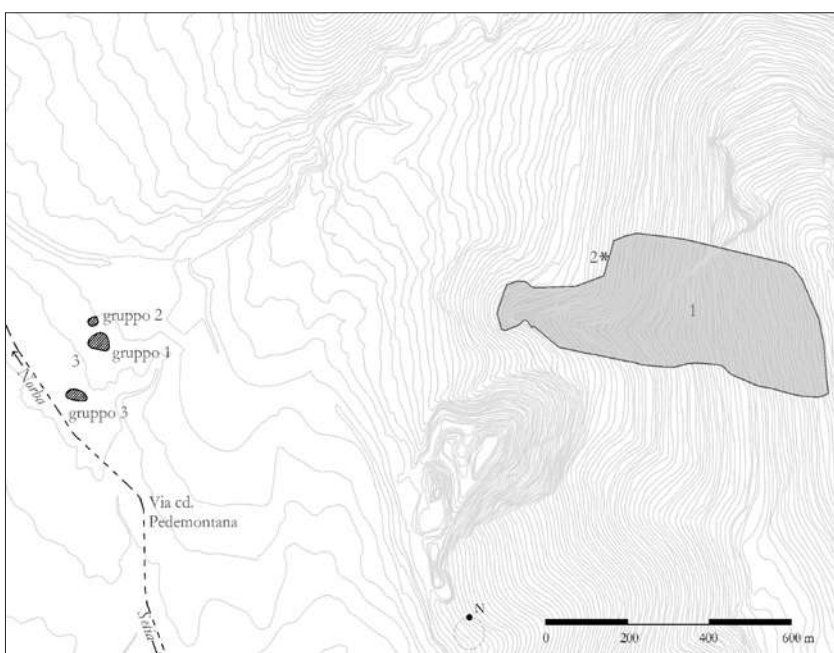 2*
1
gruppo 2
gruppo 1
3
Norba
gruppo 3
Via cd.
Pedemontana
Setia
N
0 200 400 600 m